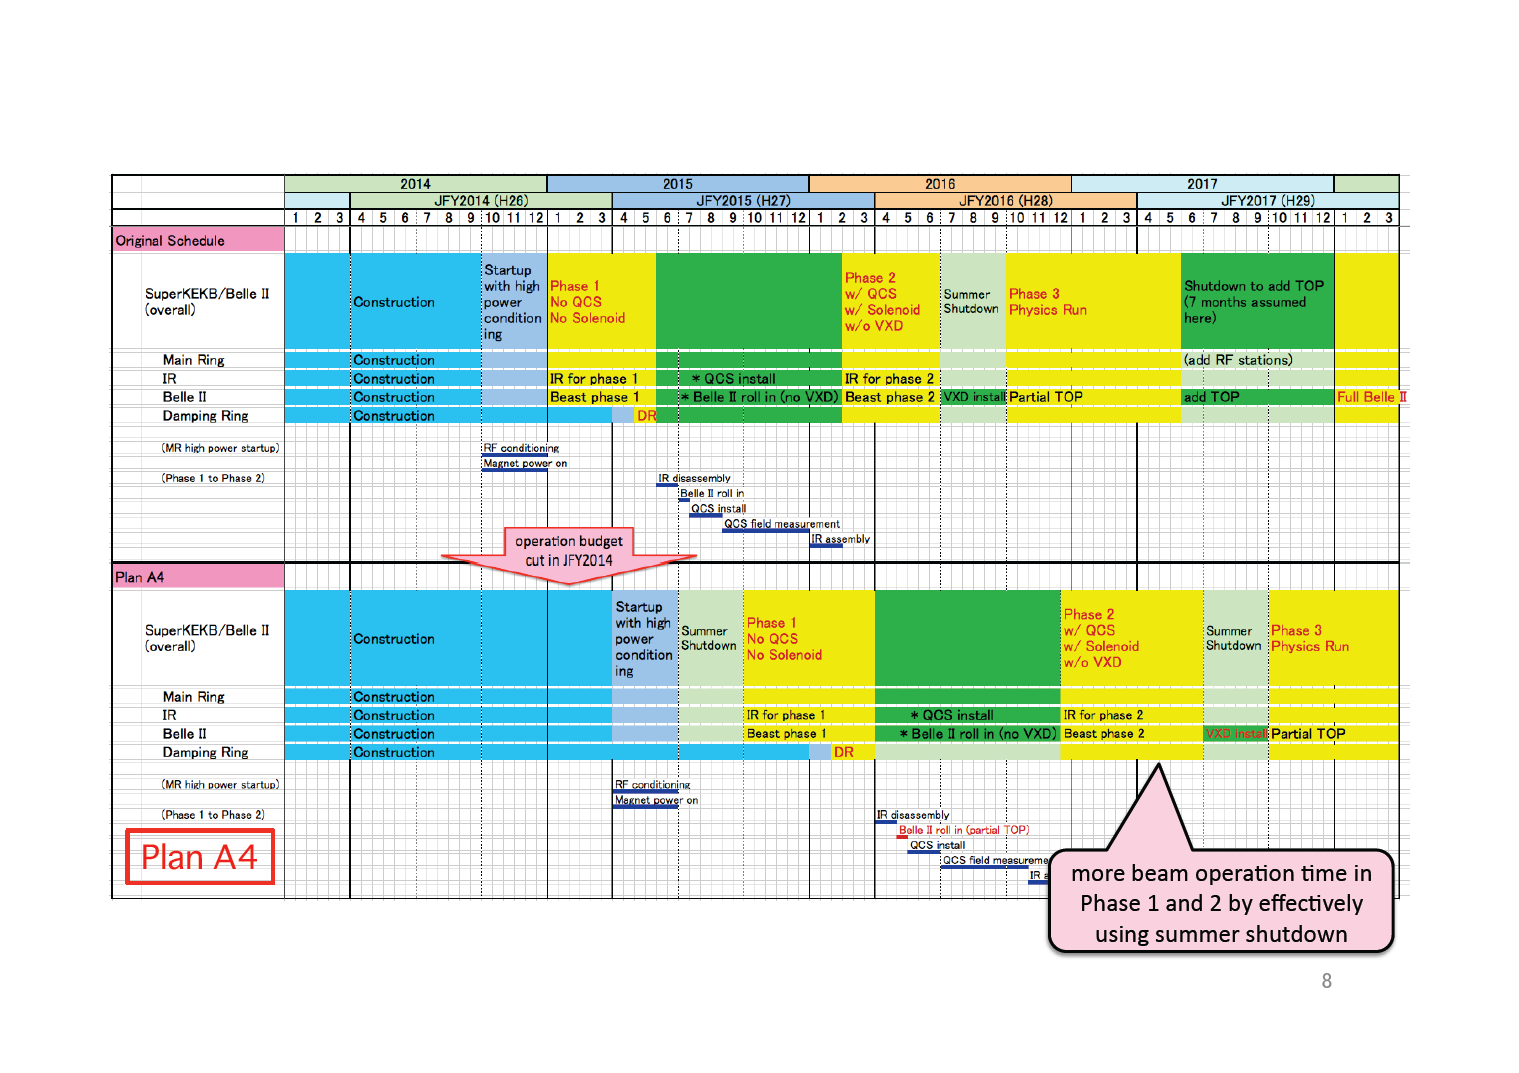 2014 2015 2016 2017
JFY2014 (H26) JFY2015 (H27) JFY2016 (H28) JFY2017 (H29)
1 2 3 4 5 6 7 8 9 10 11 12 1 2 3 4 5 6 7 8 9 10 11 12 1 2 3 4 5 6 7 8 9 10 11 12 1 2 3 4 5 6 7 8 9 10 11 12 1 2 3
Original Schedule
SuperKEKB/Belle II
(overall)
Construction
Startup
with high
power
condition
ing
Phase 1
No QCS
No Solenoid
Phase 2
w/ QCS
w/ Solenoid
w/o VXD
Summer
Shutdown
Phase 3
Physics Run
Shutdown to add TOP
(7 months assumed
here)
Main Ring Construction (add RF stations)
IR Construction IR for phase 1 * QCS install IR for phase 2
Belle II Construction Beast phase 1 * Belle II roll in (no VXD) Beast phase 2 VXD install Partial TOP add TOP Full Belle II
Damping Ring Construction DR
(MR high power startup) RF conditioning
Magnet power on
(Phase 1 to Phase 2) IR disassembly
Belle II roll in
QCS install
QCS field measurement
IR assembly
operation budget
cut in JFY2014
Plan A4
SuperKEKB/Belle II
(overall)
Construction
Startup
with high
power
condition
ing
Summer
Shutdown
Phase 1
No QCS
No Solenoid
Phase 2
w/ QCS
w/ Solenoid
w/o VXD
Summer
Shutdown
Phase 3
Physics Run
Main Ring Construction
IR Construction IR for phase 1 * QCS install IR for phase 2
Belle II Construction Beast phase 1 * Belle II roll in (no VXD) Beast phase 2 VXD install Partial TOP
Damping Ring Construction DR
(MR high power startup) RF conditioning
Magnet power on
(Phase 1 to Phase 2) IR disassembly
Belle II roll in (partial TOP)
QCS install
QCS field measureme
IR a
Plan A4
more beam operation time in
Phase 1 and 2 by effectively
using summer shutdown
8